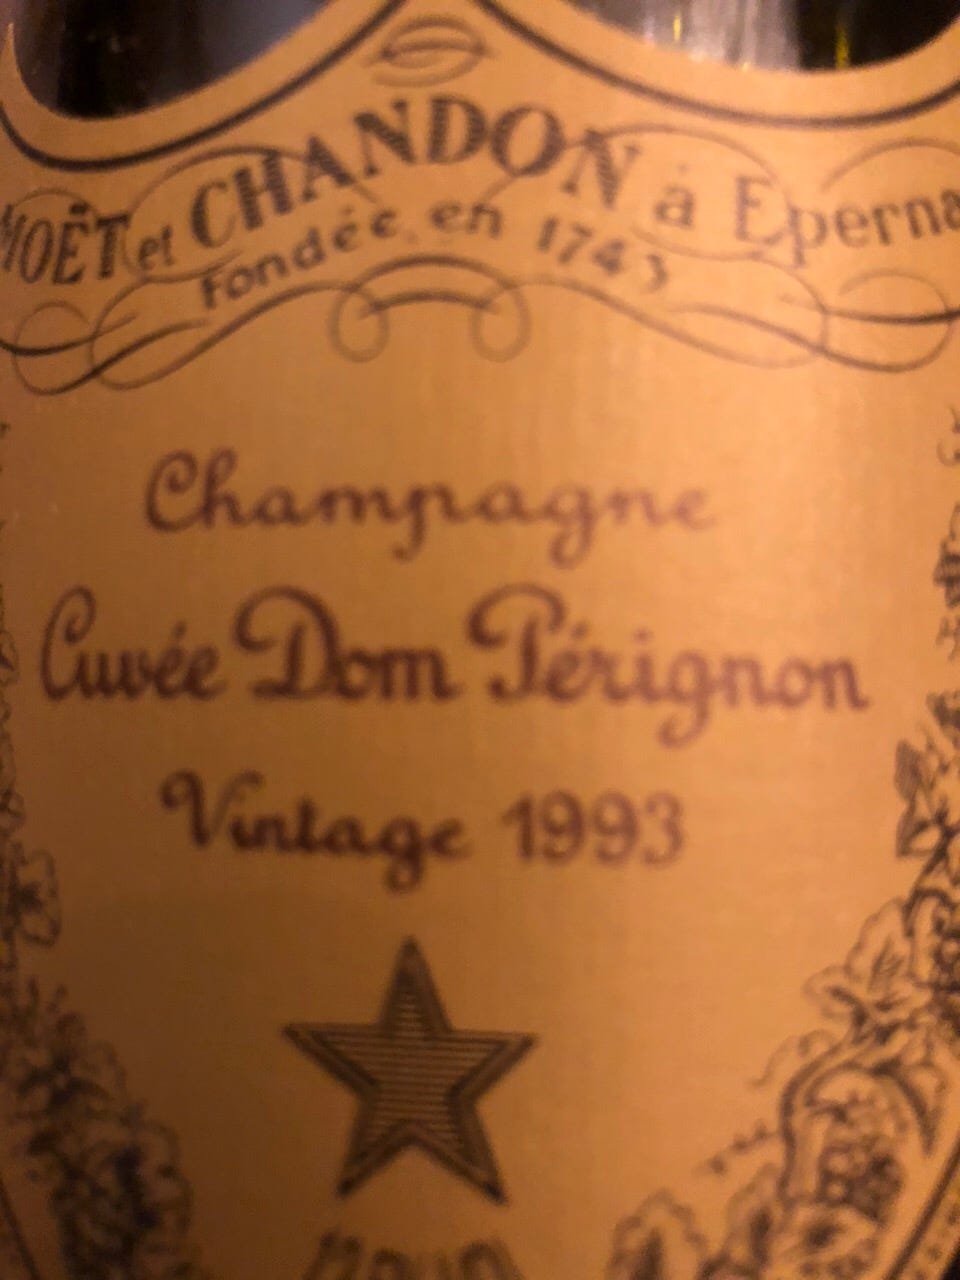 MOËT et CHANDON à Eperna
Fondée en 1743
Champagne
Cuvée Dom Pérignon
Vintage 1993